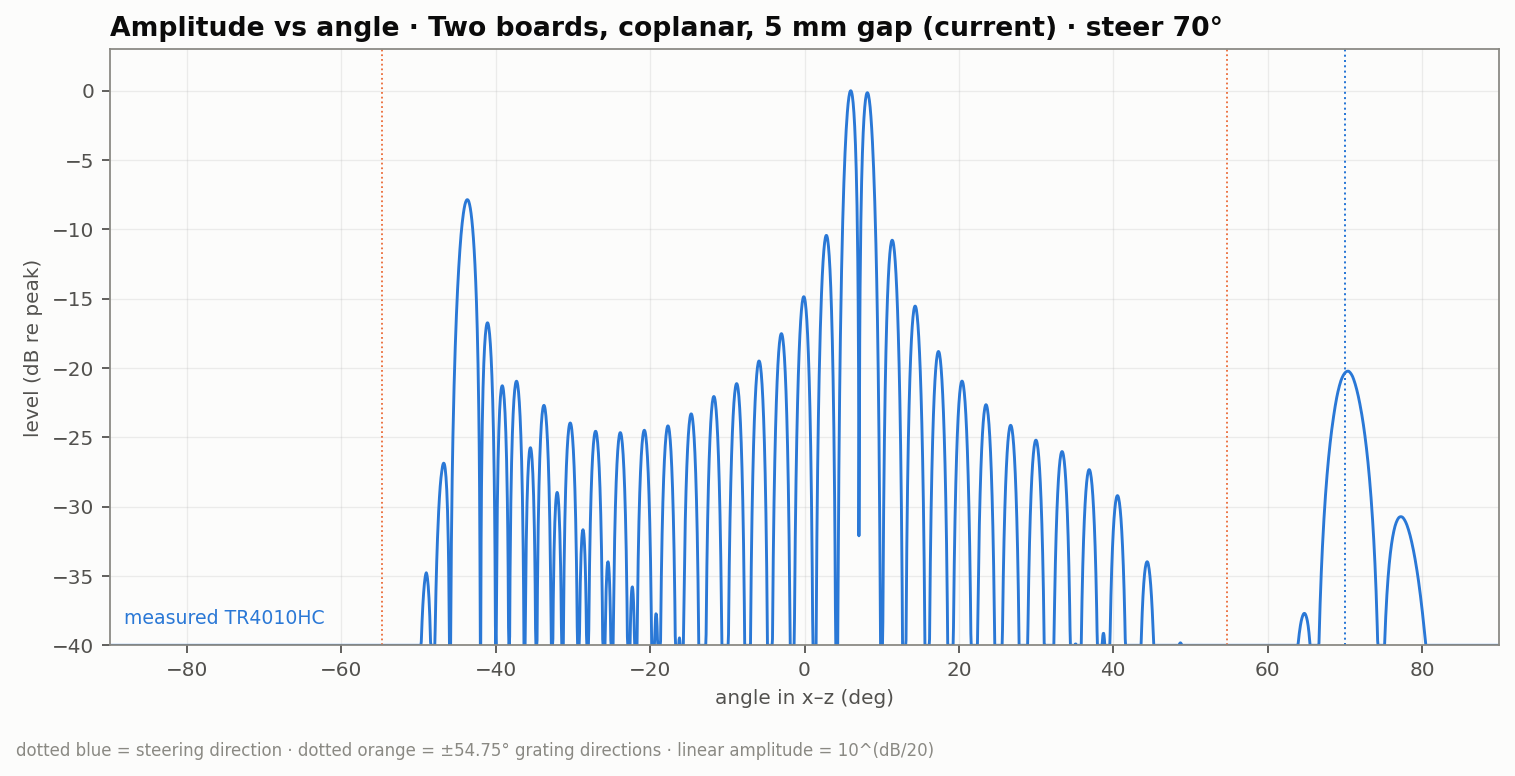 Amplitude vs angle · Two boards, coplanar, 5 mm gap (current) · steer 70°
0
−5
−10
−15
−20
−25
−30
−35
−40
level (dB re peak)
measured TR4010HC
−80 −60 −40 −20 0 20 40 60 80
angle in x–z (deg)
dotted blue = steering direction · dotted orange = ±54.75° grating directions · linear amplitude = 10^(dB/20)